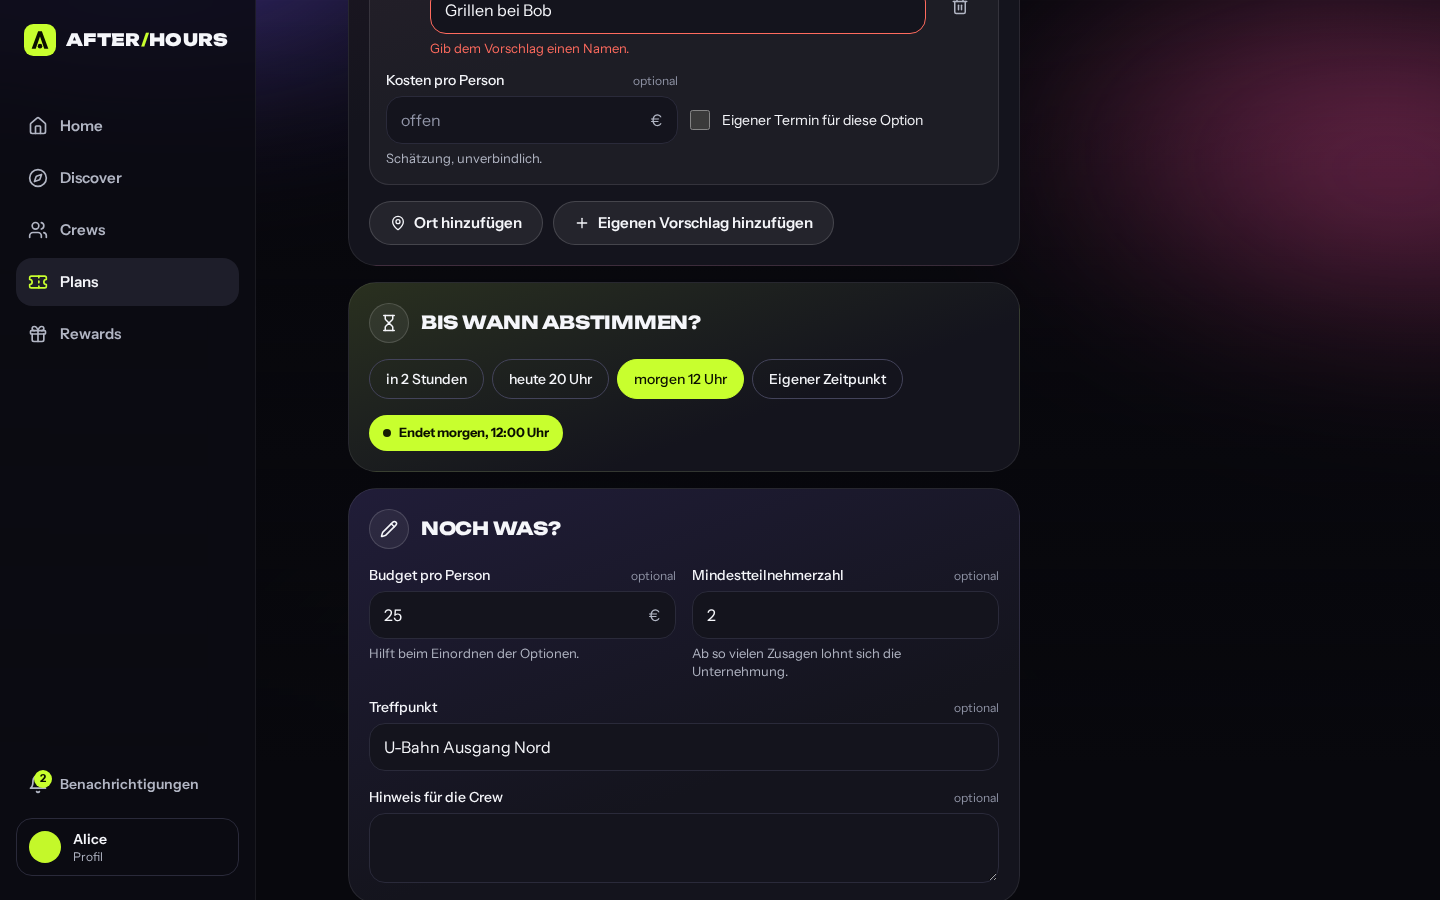 AFTER/HOURS
Home
Discover
Crews
Plans
Rewards
2
Benachrichtigungen
Alice
Profil
Grillen bei Bob
Gib dem Vorschlag einen Namen.
Kosten pro Person optional
offen €
Eigener Termin für diese Option
Schätzung, unverbindlich.
Ort hinzufügen
Eigenen Vorschlag hinzufügen
BIS WANN ABSTIMMEN?
in 2 Stunden
heute 20 Uhr
morgen 12 Uhr
Eigener Zeitpunkt
Endet morgen, 12:00 Uhr
NOCH WAS?
Budget pro Person optional
25 €
Hilft beim Einordnen der Optionen.
Mindestteilnehmerzahl optional
2
Ab so vielen Zusagen lohnt sich die
Unternehmung.
Treffpunkt optional
U-Bahn Ausgang Nord
Hinweis für die Crew optional